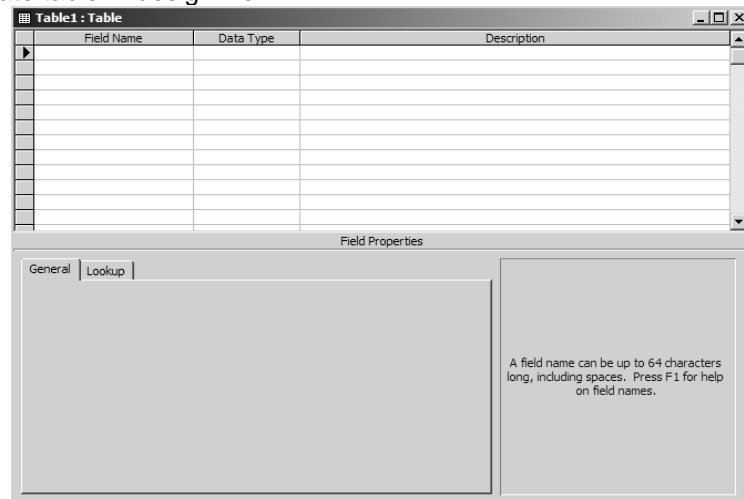 Table1 : Table
Field Name Data Type Description
Field Properties
General Lookup
A field name can be up to 64 characters
long, including spaces. Press F1 for help
on field names.